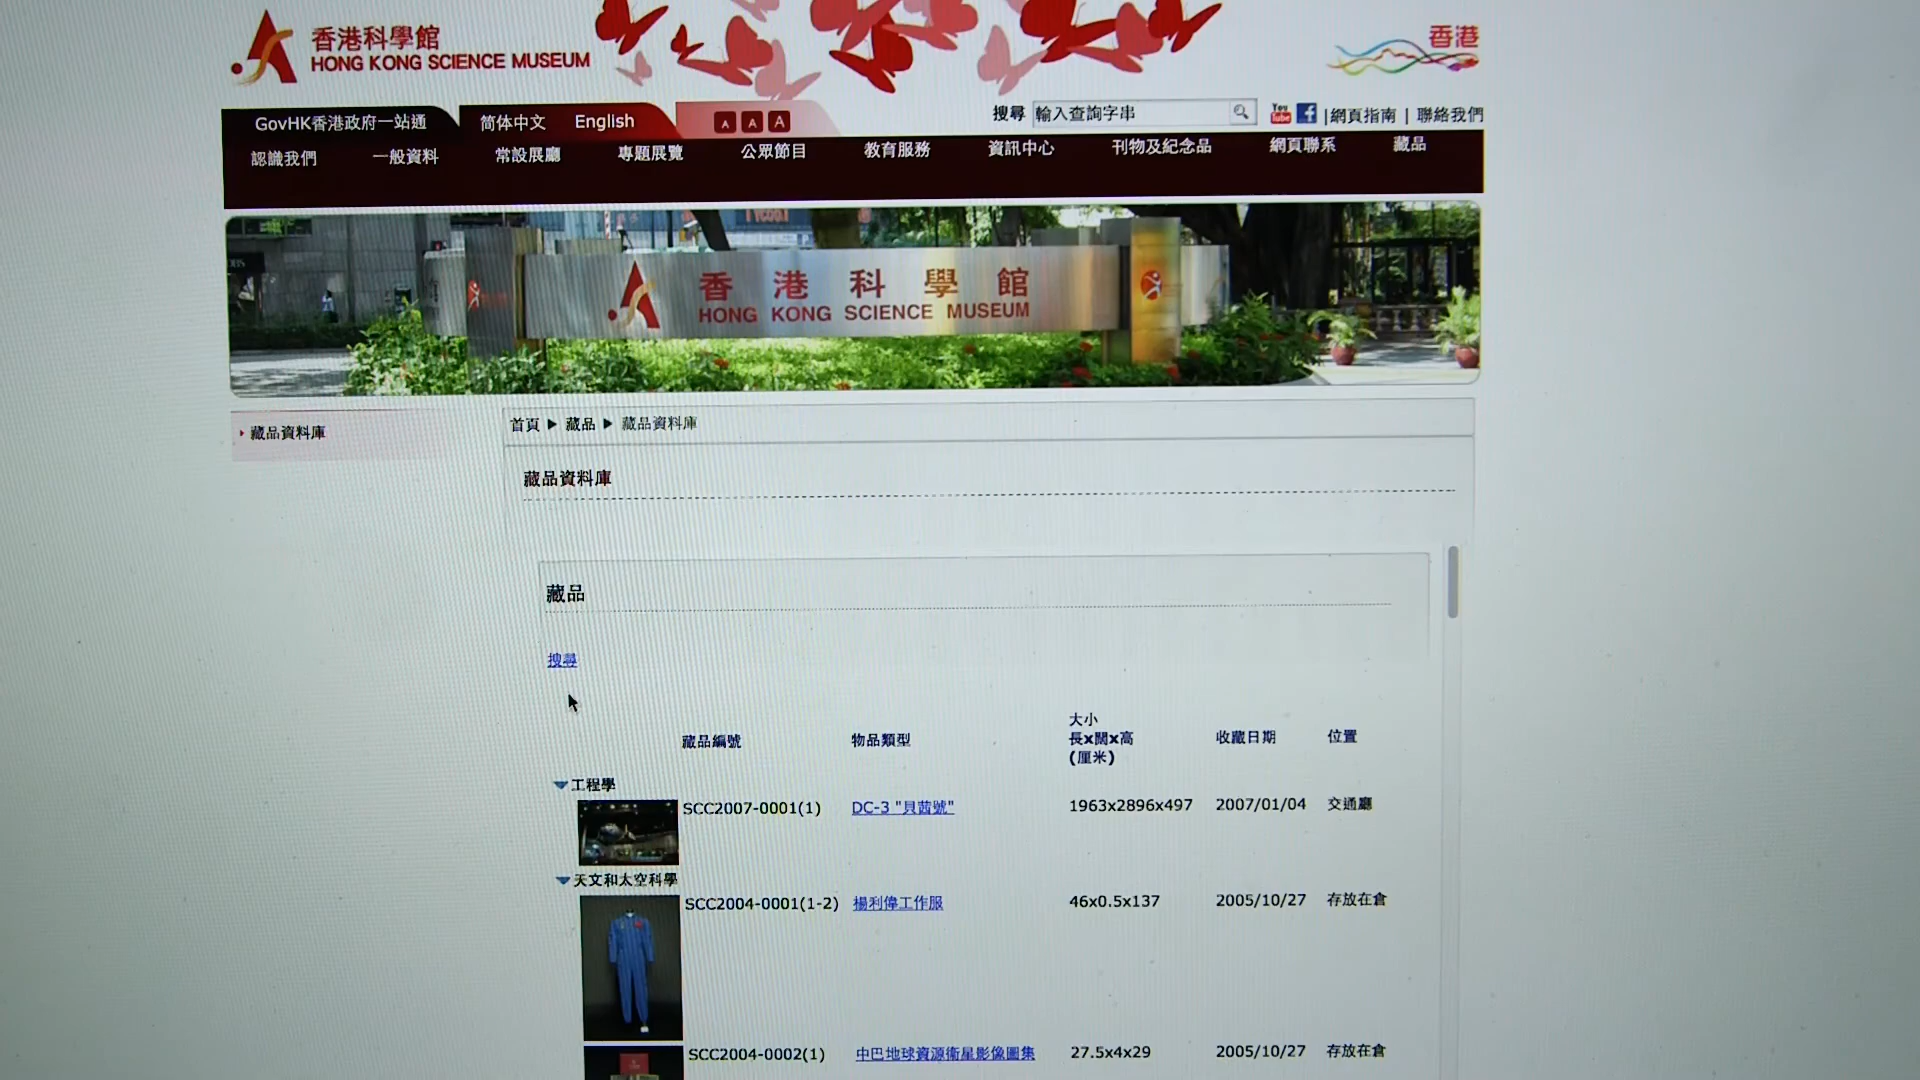 香港科學館
HONG KONG SCIENCE MUSEUM
香港
GovHK香港政府一站通
简体中文
English
A A A
搜尋 輸入查詢字串
You Tube f |網頁指南 | 聯絡我們
認識我們 一般資料 常設展廳 專題展覽 公眾節目 教育服務 資訊中心 刊物及紀念品 網頁聯系 藏品
香港科學館
HONG KONG SCIENCE MUSEUM
藏品資料庫
首頁 ▶ 藏品 ▶ 藏品資料庫
藏品資料庫
藏品
搜尋
藏品編號 物品類型 大小 長x闊x高 (厘米) 收藏日期 位置
工程學
SCC2007-0001(1) DC-3 "貝茜號" 1963x2896x497 2007/01/04 交通廳
天文和太空科學
SCC2004-0001(1-2) 楊利偉工作服 46x0.5x137 2005/10/27 存放在倉
SCC2004-0002(1) 中巴地球資源衛星影像圖集 27.5x4x29 2005/10/27 存放在倉